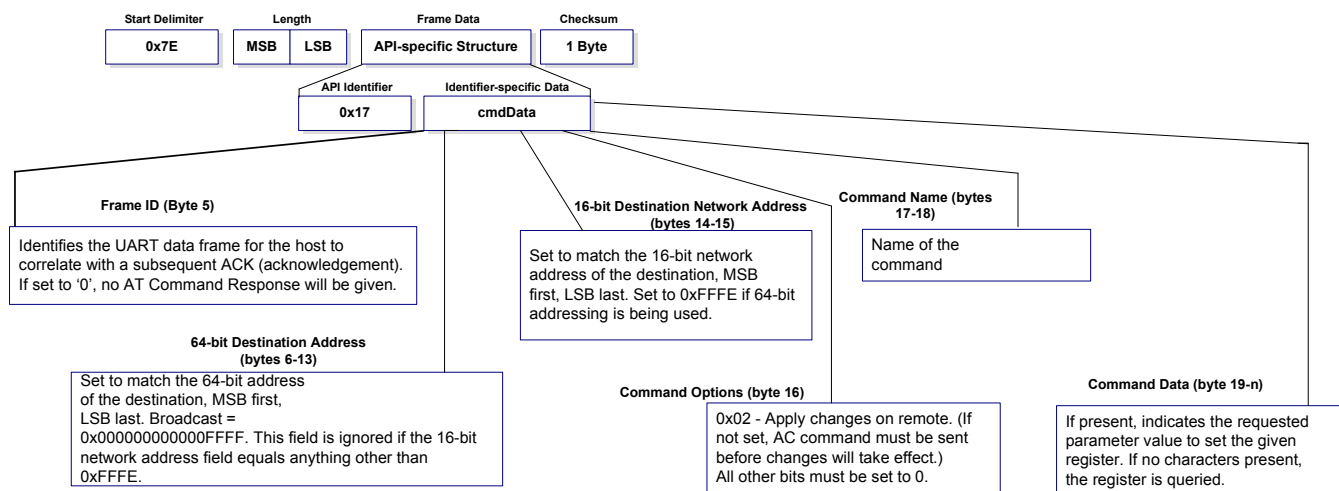 Start Delimiter
Length
Frame Data
Checksum
0x7E
MSB
LSB
API-specific Structure
1 Byte
API Identifier
Identifier-specific Data
0x17
cmdData
Frame ID (Byte 5)
Identifies the UART data frame for the host to
correlate with a subsequent ACK (acknowledgement).
If set to ‘0’, no AT Command Response will be given.
64-bit Destination Address
(bytes 6-13)
Set to match the 64-bit address
of the destination, MSB first,
LSB last. Broadcast =
0x000000000000FFFF. This field is ignored if the 16-bit
network address field equals anything other than
0xFFFE.
16-bit Destination Network Address
(bytes 14-15)
Set to match the 16-bit network
address of the destination, MSB
first, LSB last. Set to 0xFFFE if 64-bit
addressing is being used.
Command Options (byte 16)
0x02 - Apply changes on remote. (If
not set, AC command must be sent
before changes will take effect.)
All other bits must be set to 0.
Command Name (bytes
17-18)
Name of the
command
Command Data (byte 19-n)
If present, indicates the requested
parameter value to set the given
register. If no characters present,
the register is queried.